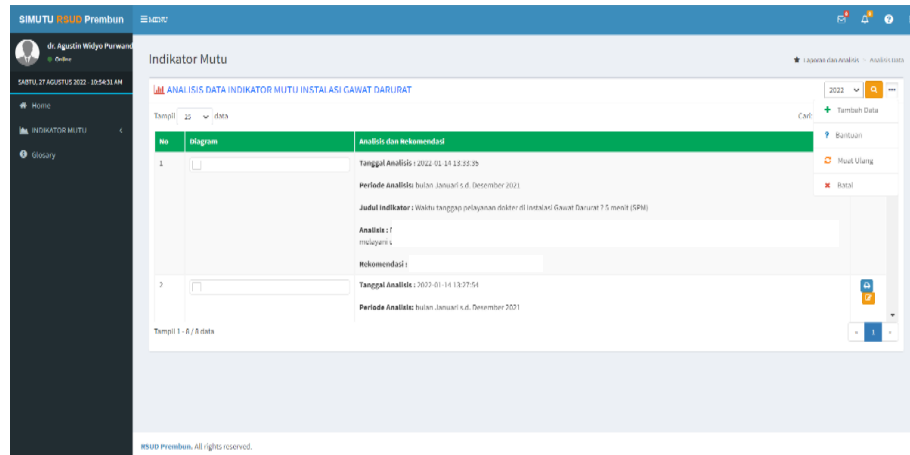 SIMUTU RSUD Prembun
MENU
dr. Agustin Widyo Purwand
Online
SABTU, 27 AGUSTUS 2022 - 10:54:31 AM
Home
INDIKATOR MUTU
Glosary
Indikator Mutu
Laporan dan Analisis > Analisis Data
ANALISIS DATA INDIKATOR MUTU INSTALASI GAWAT DARURAT
2022
Tampil 25 data
Cari:
Tambah Data
Bantuan
Muat Ulang
Batal
No Diagram Analisis dan Rekomendasi
1 Tanggal Analisis : 2022-01-14 13:33:35
Periode Analisis: bulan Januari s.d. Desember 2021
Judul Indikator : Waktu tanggap pelayanan dokter di Instalasi Gawat Darurat ? 5 menit (SPM)
Analisis :
melayani
Rekomendasi :
2 Tanggal Analisis : 2022-01-14 13:27:54
Periode Analisis: bulan Januari s.d. Desember 2021
Tampil 1 - 8 / 8 data
« 1 »
RSUD Prembun. All rights reserved.